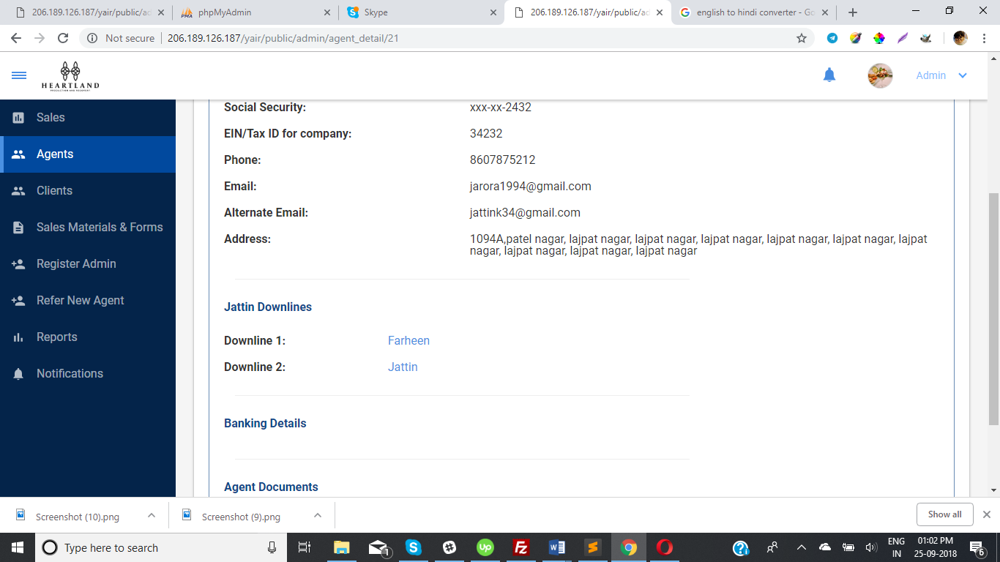 206.189.126.187/yair/public/ad
phpMyAdmin
Skype
206.189.126.187/yair/public/ad
english to hindi converter - Go
Not secure
206.189.126.187/yair/public/admin/agent_detail/21
HEARTLAND
Admin
Sales
Agents
Clients
Sales Materials & Forms
Register Admin
Refer New Agent
Reports
Notifications
Social Security: xxx-xx-2432
EIN/Tax ID for company: 34232
Phone: 8607875212
Email: jarora1994@gmail.com
Alternate Email: jattink34@gmail.com
Address: 1094A,patel nagar, lajpat nagar, lajpat nagar, lajpat nagar, lajpat nagar, lajpat nagar, lajpat
nagar, lajpat nagar, lajpat nagar, lajpat nagar
Jattin Downlines
Downline 1: Farheen
Downline 2: Jattin
Banking Details
Agent Documents
Screenshot (10).png
Screenshot (9).png
Show all
Type here to search
ENG
IN
01:02 PM
25-09-2018